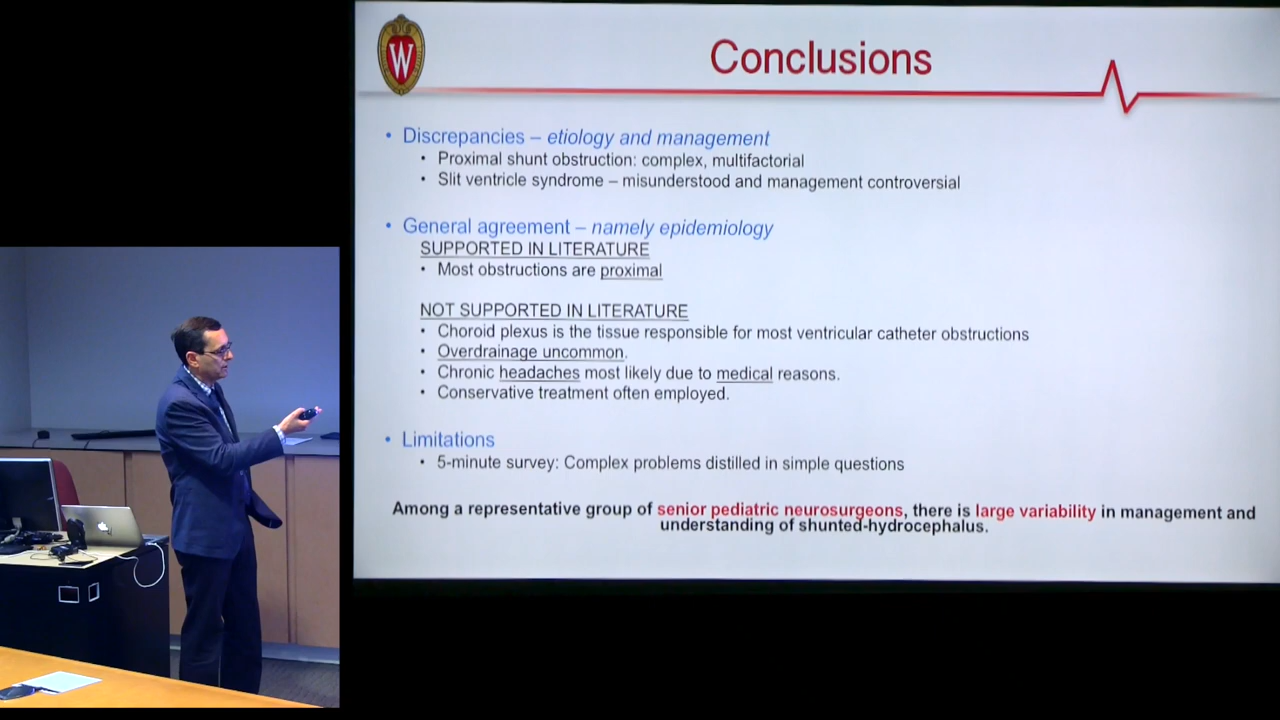 W
Conclusions
• Discrepancies – etiology and management
• Proximal shunt obstruction: complex, multifactorial
• Slit ventricle syndrome – misunderstood and management controversial
• General agreement – namely epidemiology
SUPPORTED IN LITERATURE
• Most obstructions are proximal
NOT SUPPORTED IN LITERATURE
• Choroid plexus is the tissue responsible for most ventricular catheter obstructions
• Overdrainage uncommon.
• Chronic headaches most likely due to medical reasons.
• Conservative treatment often employed.
• Limitations
• 5-minute survey: Complex problems distilled in simple questions
Among a representative group of senior pediatric neurosurgeons, there is large variability in management and
understanding of shunted-hydrocephalus.